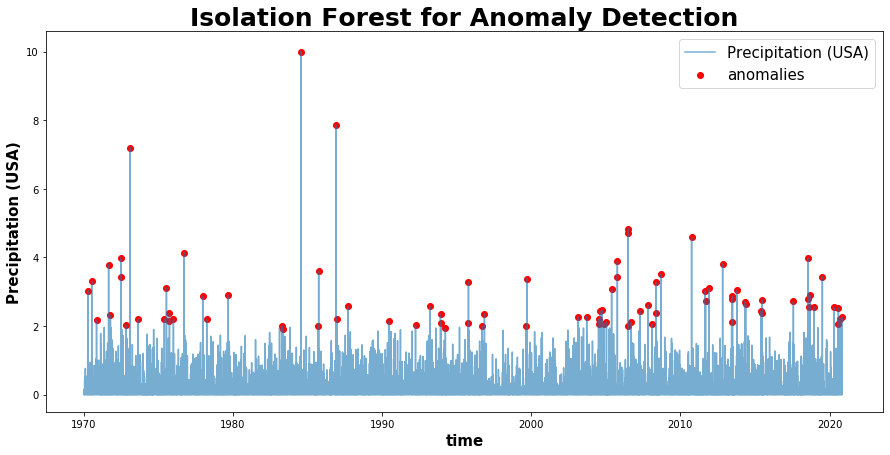 Isolation Forest for Anomaly Detection
Precipitation (USA)
anomalies
Precipitation (USA)
10
8
6
4
2
0
1970
1980
1990
2000
2010
2020
time